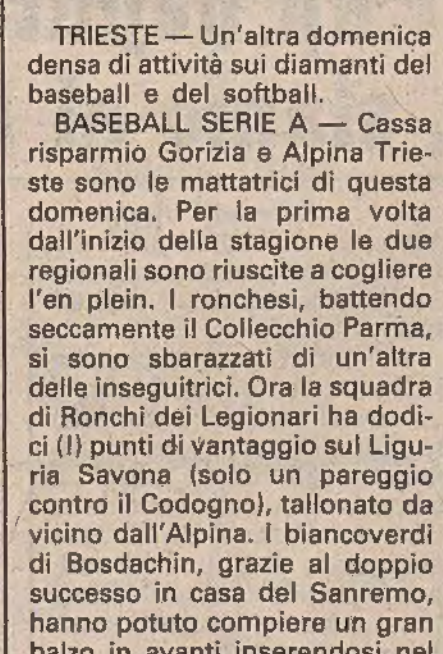 TRIESTE — Un'altra domenica
densa di attività sui diamanti del
baseball e del softball.
BASEBALL SERIE A — Cassa
risparmio Gorizia e Alpina Trie-
ste sono le mattatrici di questa
domenica. Per la prima volta
dall'inizio della stagione le due
regionali sono riuscite a cogliere
l'en plein. I ronchesi, battendo
seccamente il Collecchio Parma,
si sono sbarazzati di un'altra
delle inseguitrici. Ora la squadra
di Ronchi dei Legionari ha dodi-
ci (!) punti di vantaggio sul Ligu-
ria Savona (solo un pareggio
contro il Codogno), tallonato da
vicino dall'Alpina. I biancoverdi
di Bosdachin, grazie al doppio
successo in casa del Sanremo,
hanno potuto compiere un gran
balzo in avanti inserendosi nel